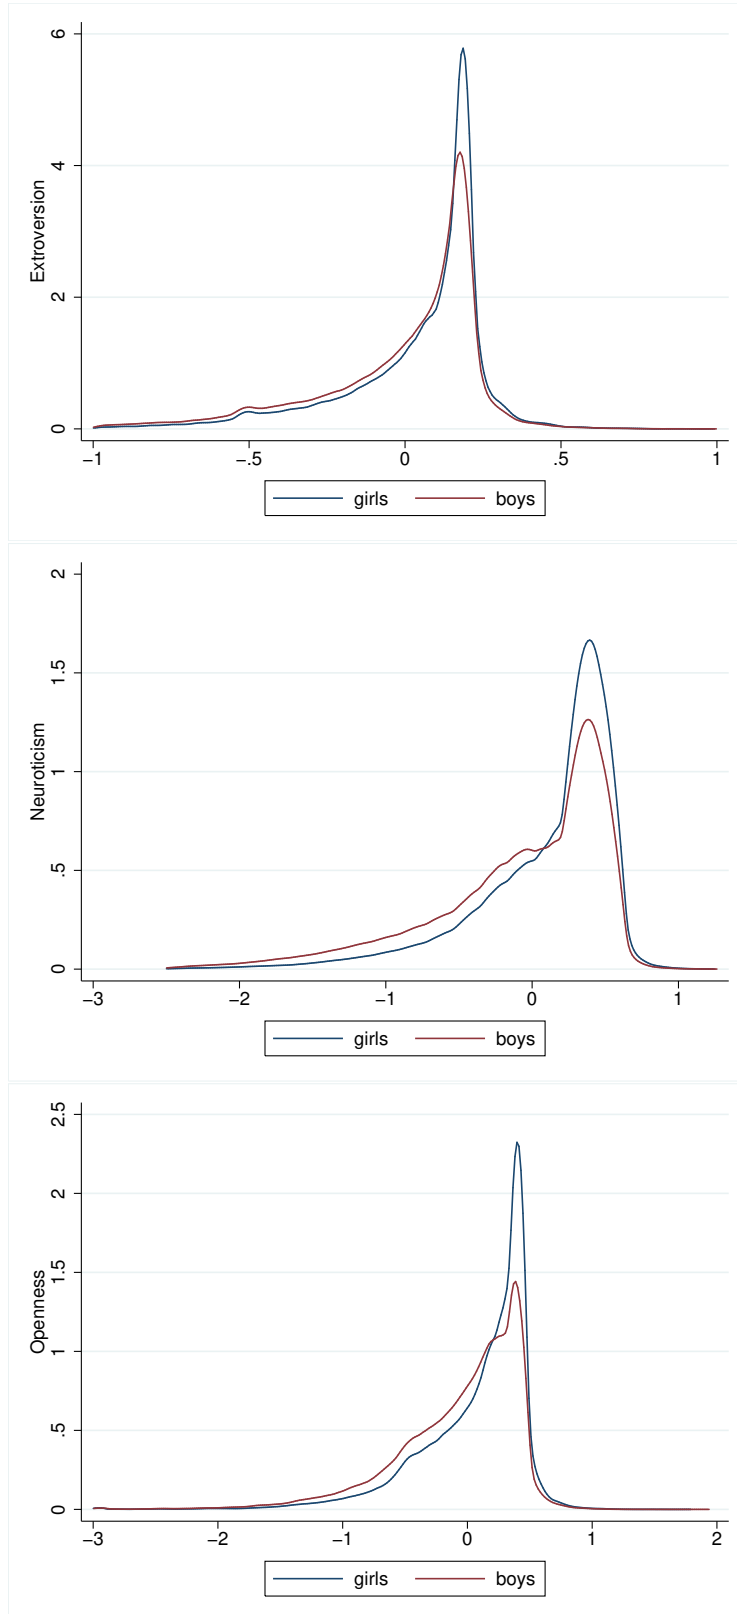 Extroversion
6
4
2
0
−1 −.5 0 .5 1
girls boys
Neuroticism
2
1.5
1
.5
0
−3 −2 −1 0 1
girls boys
Openness
2.5
2
1.5
1
.5
0
−3 −2 −1 0 1 2
girls boys